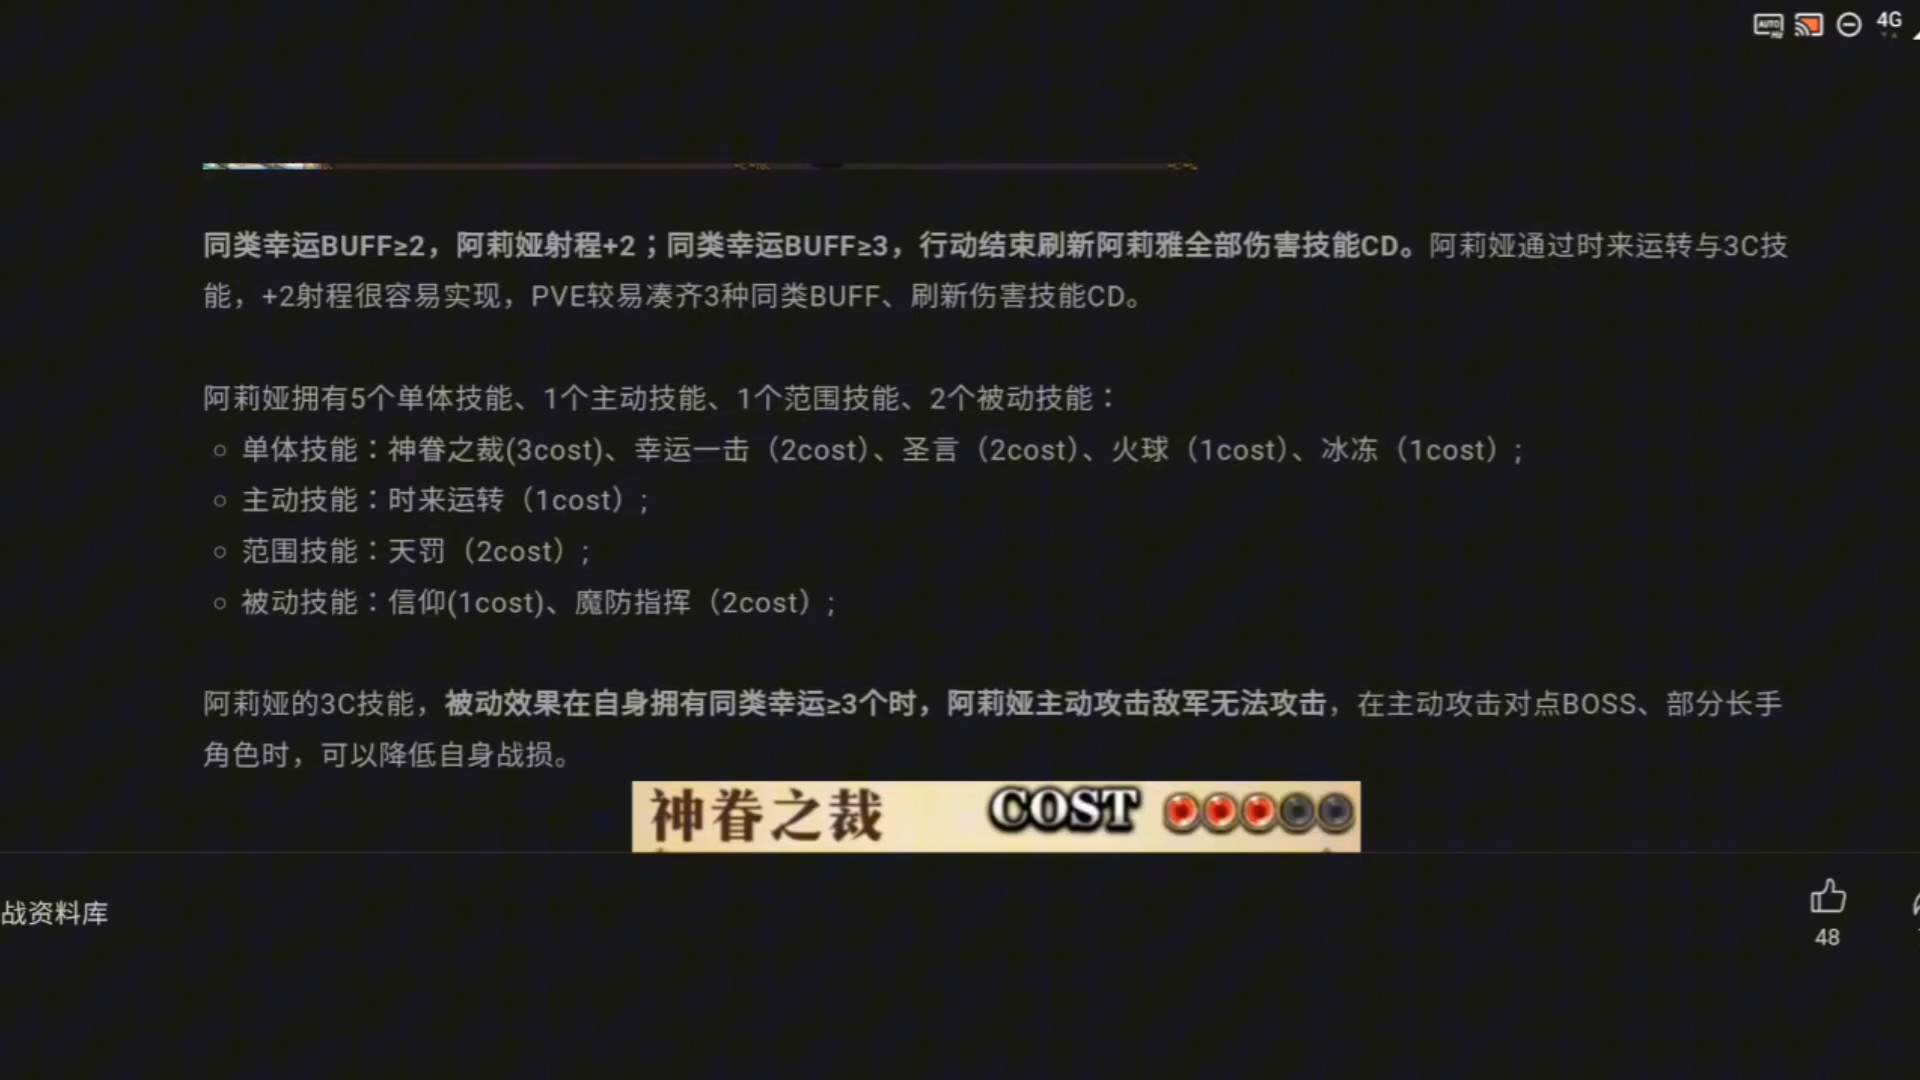 AUTO
4G
同类幸运BUFF≥2，阿莉娅射程+2；同类幸运BUFF≥3，行动结束刷新阿莉雅全部伤害技能CD。阿莉娅通过时来运转与3C技
能，+2射程很容易实现，PVE较易凑齐3种同类BUFF、刷新伤害技能CD。
阿莉娅拥有5个单体技能、1个主动技能、1个范围技能、2个被动技能：
○ 单体技能：神眷之裁(3cost)、幸运一击（2cost）、圣言（2cost）、火球（1cost）、冰冻（1cost）;
○ 主动技能：时来运转（1cost）;
○ 范围技能：天罚（2cost）;
○ 被动技能：信仰(1cost)、魔防指挥（2cost）;
阿莉娅的3C技能，被动效果在自身拥有同类幸运≥3个时，阿莉娅主动攻击敌军无法攻击，在主动攻击对点BOSS、部分长手
角色时，可以降低自身战损。
神眷之裁 COST
战资料库
48